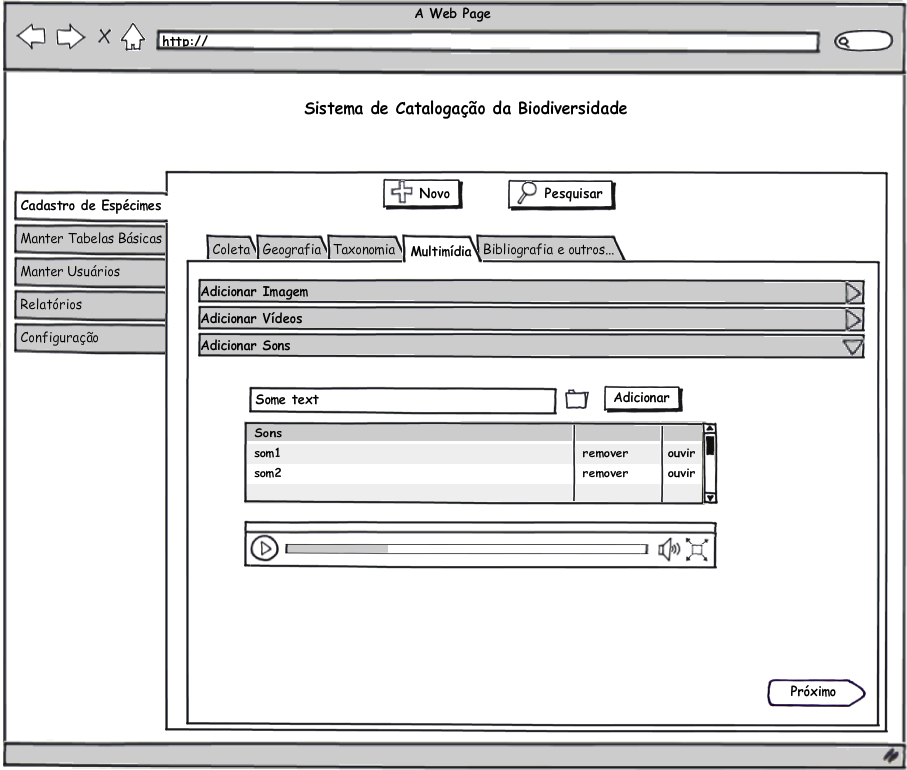 A Web Page
http://
Sistema de Catalogação da Biodiversidade
Novo
Pesquisar
Cadastro de Espécimes
Manter Tabelas Básicas
Manter Usuários
Relatórios
Configuração
Coleta
Geografia
Taxonomia
Multimídia
Bibliografia e outros...
Adicionar Imagem
Adicionar Vídeos
Adicionar Sons
Some text
Adicionar
Sons
som1 remover ouvir
som2 remover ouvir
Próximo